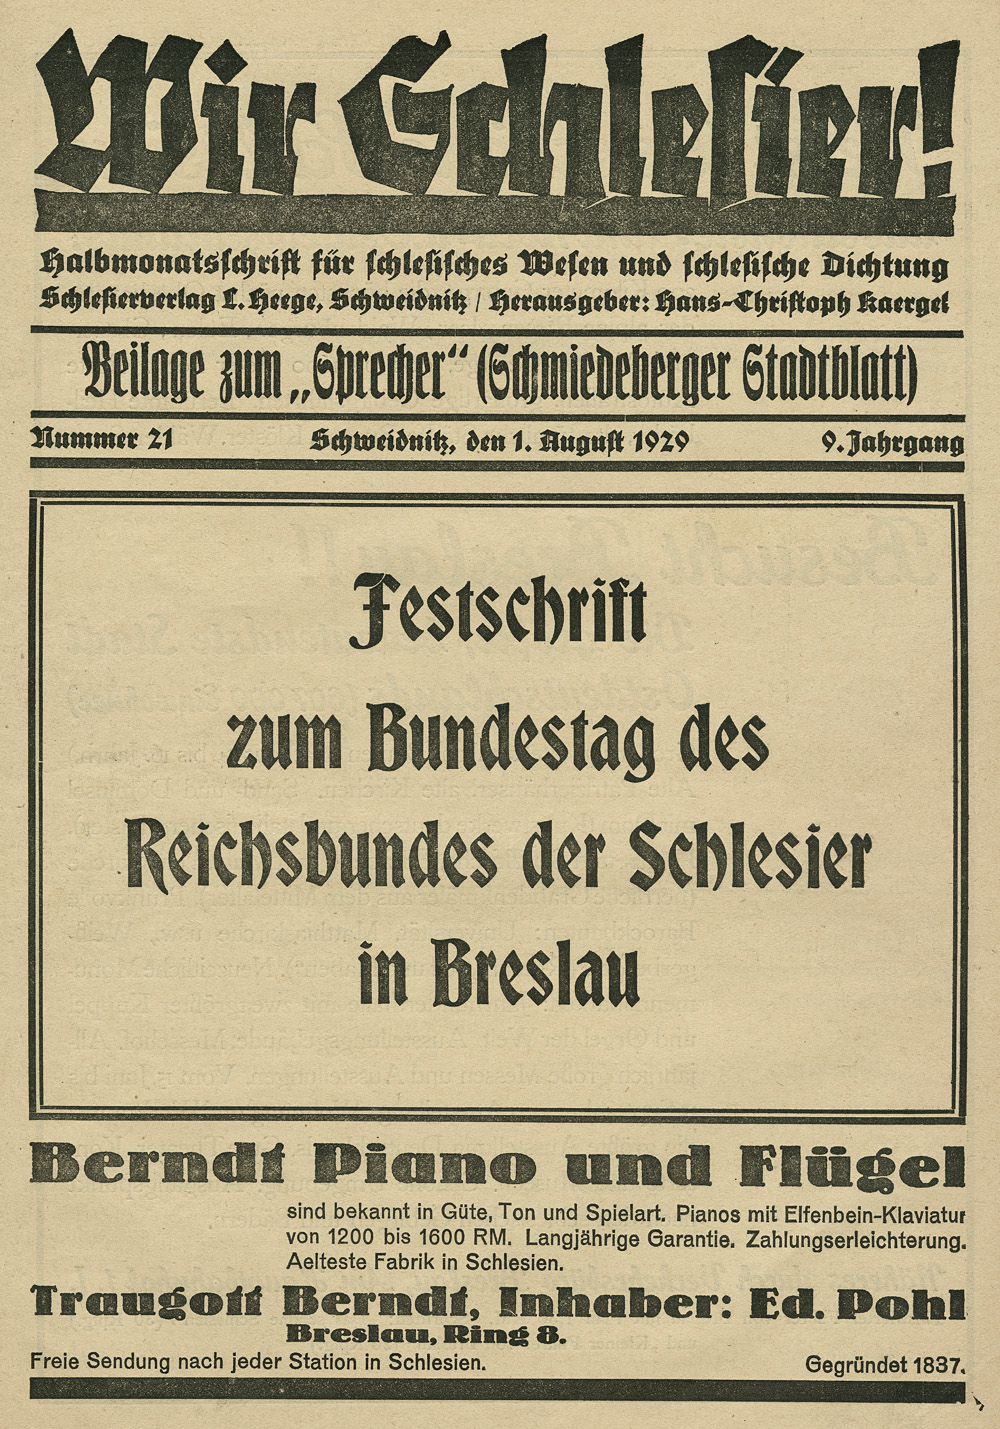 Wir Schlesier!
Halbmonatsschrift für schlesisches Wesen und schlesische Dichtung
Schlesierverlag L. Heege, Schweidnitz / Herausgeber: Hans-Christoph Kaergel
Beilage zum „Sprecher“ (Schmiedeberger Stadtblatt)
Nummer 21 Schweidnitz, den 1. August 1929 9. Jahrgang
Festschrift
zum Bundestag des
Reichsbundes der Schlesier
in Breslau
Berndt Piano und Flügel
sind bekannt in Güte, Ton und Spielart. Pianos mit Elfenbein-Klaviatur
von 1200 bis 1600 RM. Langjährige Garantie. Zahlungserleichterung.
Aelteste Fabrik in Schlesien.
Traugott Berndt, Inhaber: Ed. Pohl
Breslau, Ring 8.
Freie Sendung nach jeder Station in Schlesien. Gegründet 1837.